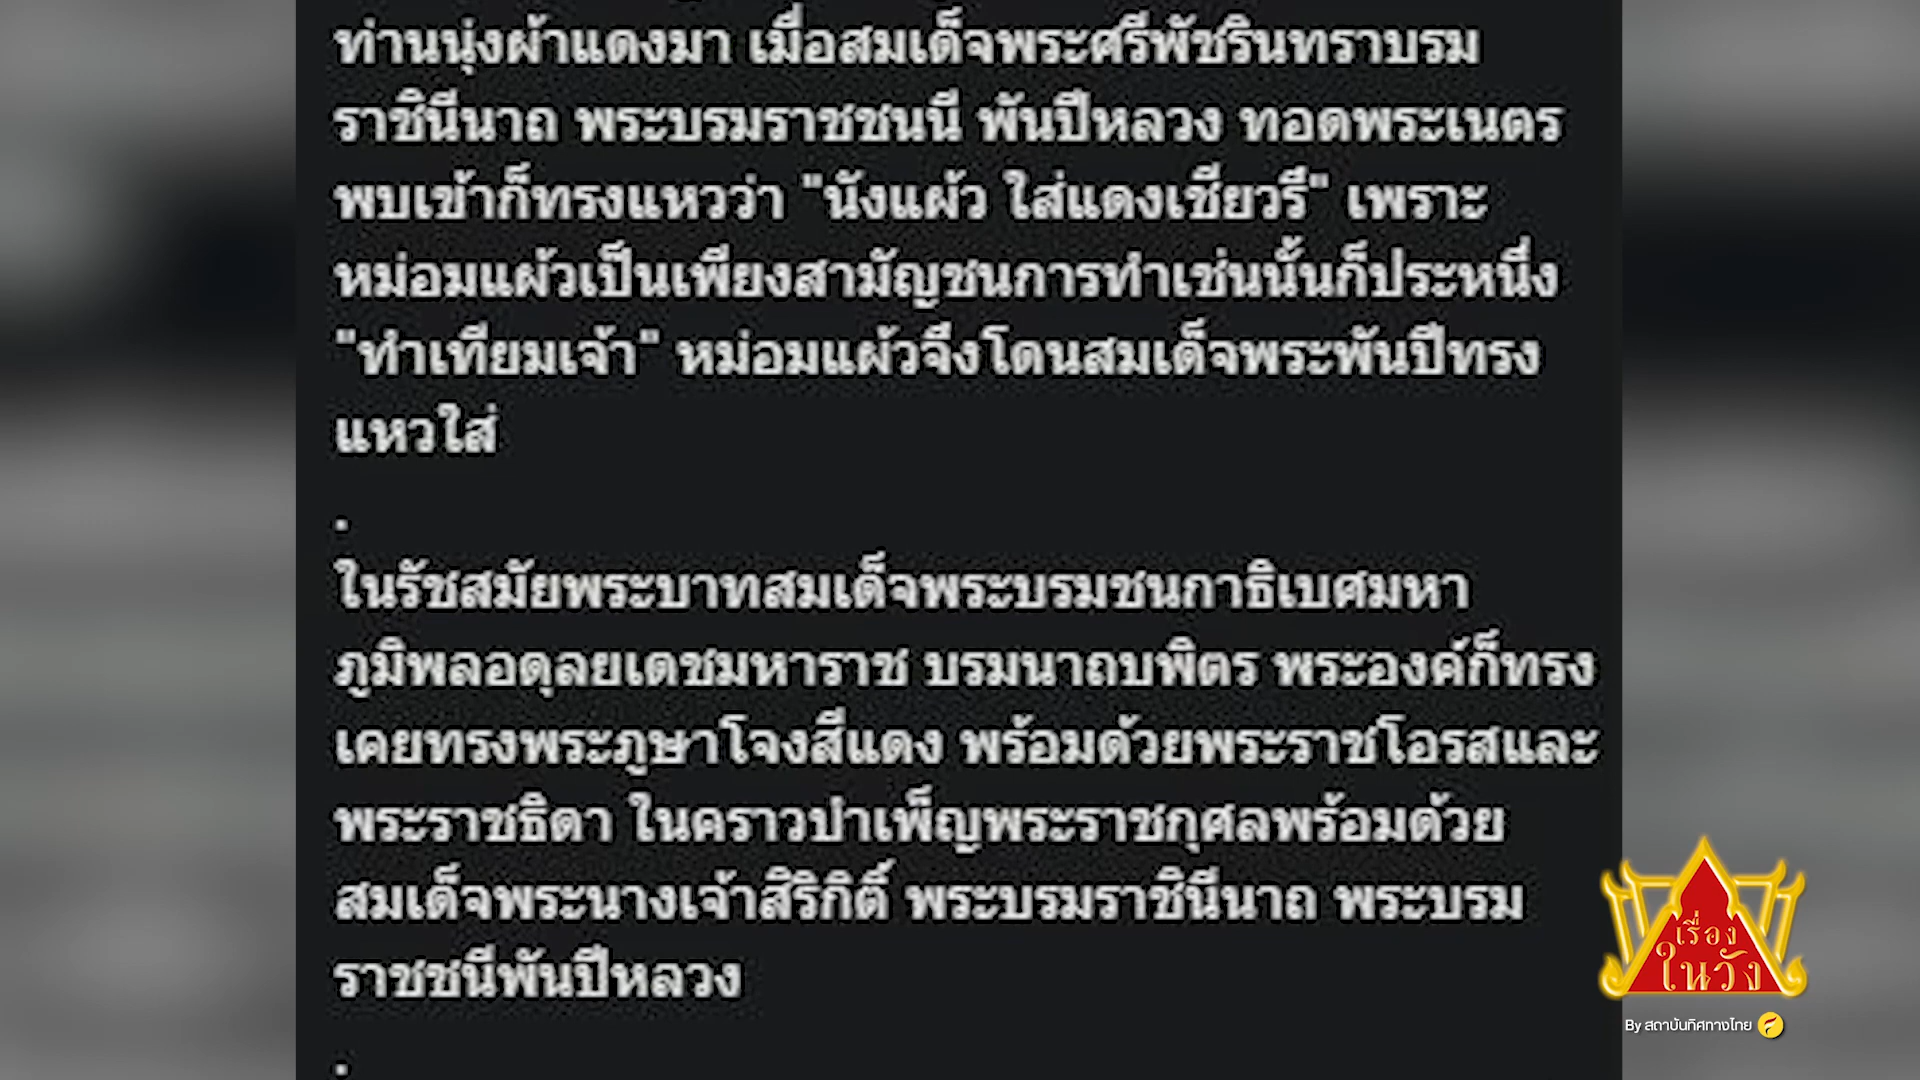 ท่านนุ่งผ้าแดงมา เมื่อสมเด็จพระศรีพัชรินทราบรม
ราชินีนาถ พระบรมราชชนนี พันปีหลวง ทอดพระเนตร
พบเข้าก็ทรงแหวว่า "นังแผ้ว ใส่แดงเชียวรึ" เพราะ
หม่อมแผ้วเป็นเพียงสามัญชนการทำเช่นนั้นก็ประหนึ่ง
"ทำเทียมเจ้า" หม่อมแผ้วจึงโดนสมเด็จพระพันปีทรง
แหวใส่
.
ในรัชสมัยพระบาทสมเด็จพระบรมชนกาธิเบศมหา
ภูมิพลอดุลยเดชมหาราช บรมนาถบพิตร พระองค์ก็ทรง
เคยทรงพระภูษาโจงสีแดง พร้อมด้วยพระราชโอรสและ
พระราชธิดา ในคราวบำเพ็ญพระราชกุศลพร้อมด้วย
สมเด็จพระนางเจ้าสิริกิติ์ พระบรมราชินีนาถ พระบรม
ราชชนีพันปีหลวง
.
เรื่อง
ในวัง
By สถาบันทิศทางไทย